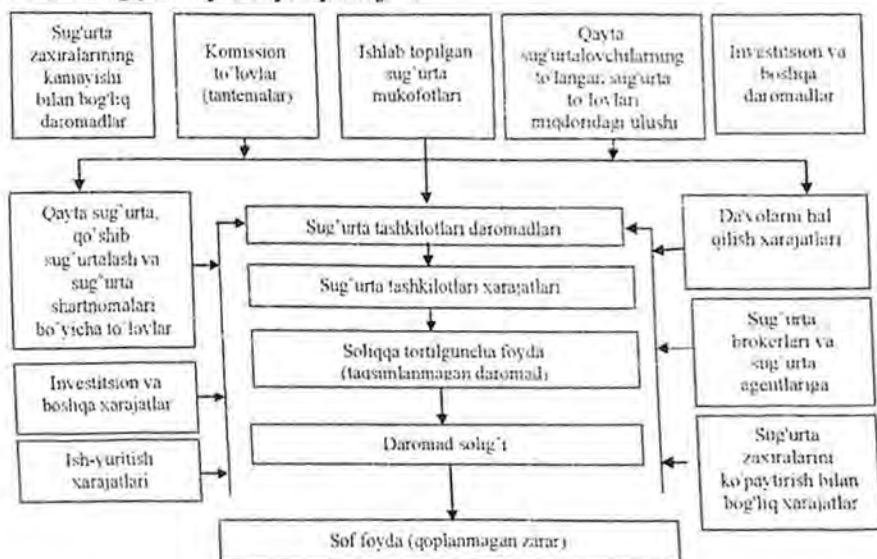 Sug'urta
zaxiralarining
kamayishi
bilan bog'liq
daromadlar
Komission
to`lovlar
(tantemalar)
Ishlab topilgan
sug`urta
mukofotlari
Qayta
sug'urtalovchilarning
to`langan sug'urta
to`lovlari
miqdoridagi ulushi
Investitsion va
boshqa
daromadlar
Qayta sug`urta,
qo`shib
sug`urtalash va
sug`urta
shartnomalari
bo`yicha to`lovlar
Investitsion va
boshqa xarajatlar
Ish-yuritish
xarajatlari
Sug`urta tashkilotlari daromadlari
Sug`urta tashkilotlari xarajatlari
Soliqqa tortilguncha foyda
(taqsimlanmagan daromad)
Daromad solig`i
Sof foyda (qoplanmagan zarar)
Da'volarni hal
qilish xarajatlari
Sug`urta
brokerlari va
sug`urta
agentlariga
Sug'urta
zaxiralarini
ko'paytirish bilan
bog'liq xarajatlar